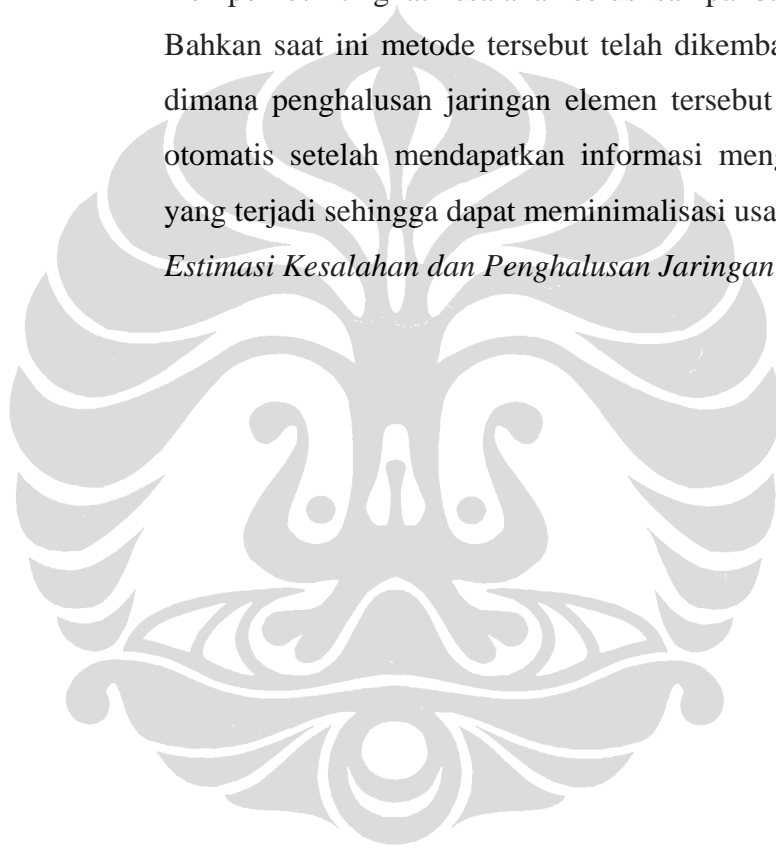 Bahkan saat ini metode tersebut telah dikemba
dimana penghalusan jaringan elemen tersebut
otomatis setelah mendapatkan informasi meng
yang terjadi sehingga dapat meminimalisasi usa
Estimasi Kesalahan dan Penghalusan Jaringan